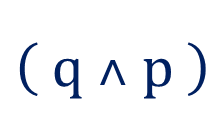 ( q ∧ p )